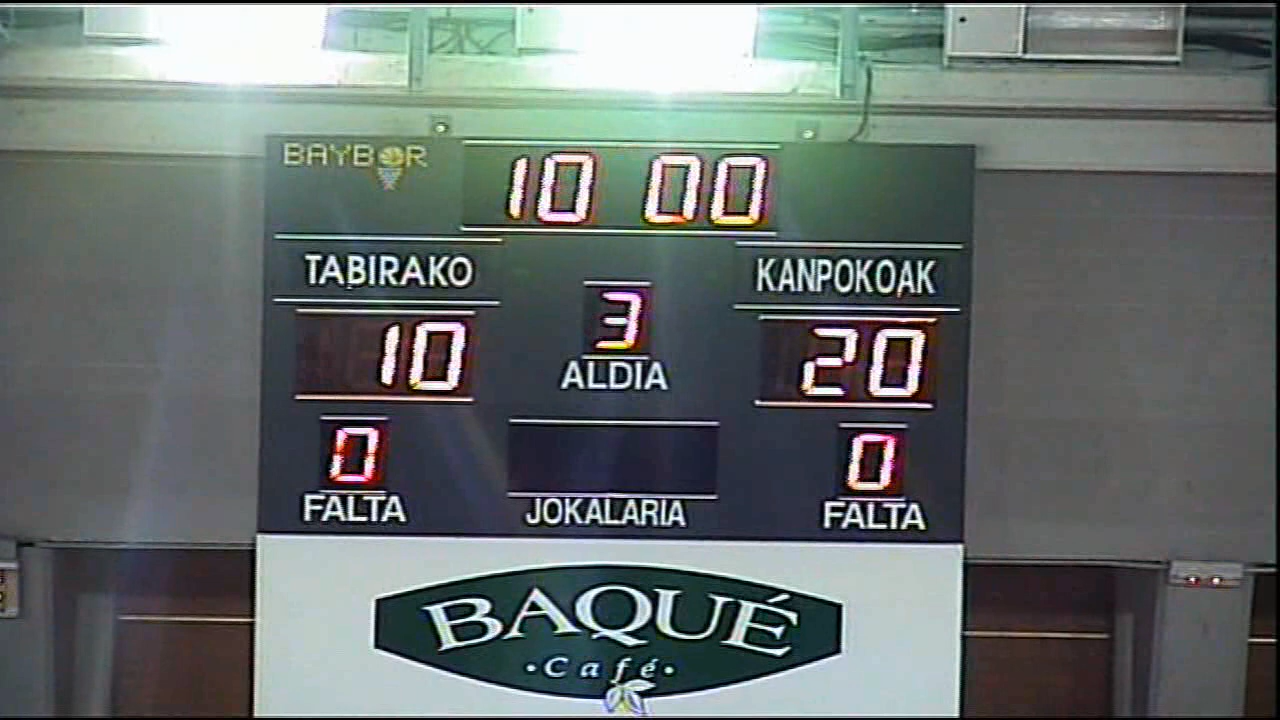 BAYBOR
10 00
TABIRAKO
KANPOKOAK
10
3
20
ALDIA
0
0
FALTA
JOKALARIA
FALTA
BAQUÉ
·Café·